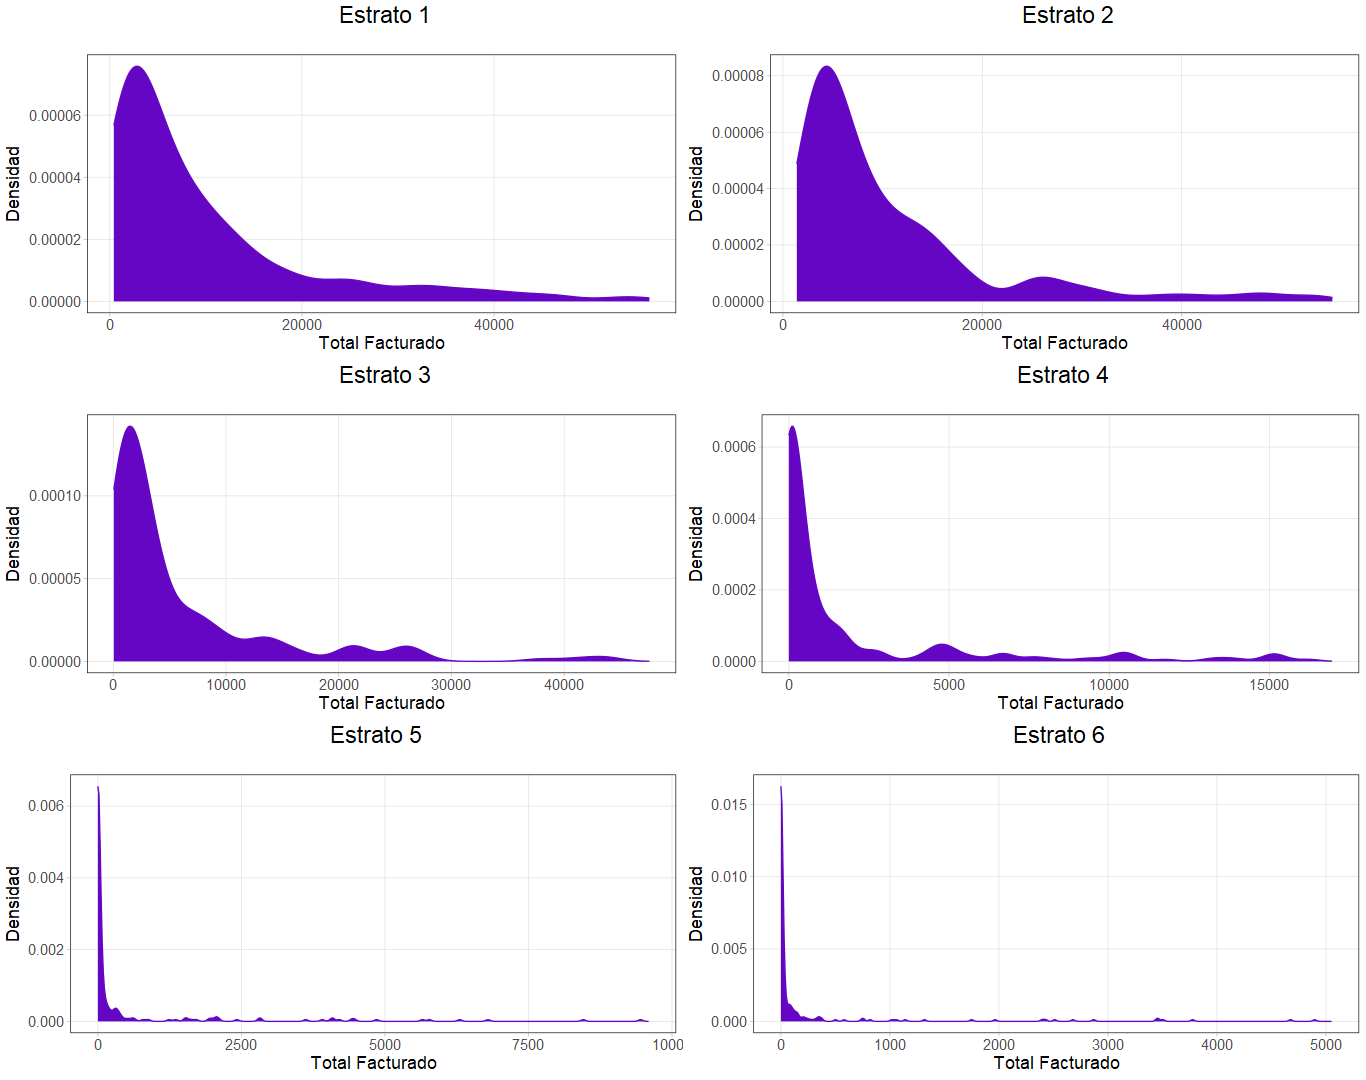 Estrato 1
0.00006
0.00004
0.00002
0.00000
Densidad
0
20000
40000
Total Facturado
Estrato 2
0.00008
0.00006
0.00004
0.00002
0.00000
Densidad
0
20000
40000
Total Facturado
Estrato 3
0.00010
0.00005
0.00000
Densidad
0
10000
20000
30000
40000
Total Facturado
Estrato 4
0.0006
0.0004
0.0002
0.0000
Densidad
0
5000
10000
15000
Total Facturado
Estrato 5
0.006
0.004
0.002
0.000
Densidad
0
2500
5000
7500
1000
Total Facturado
Estrato 6
0.015
0.010
0.005
0.000
Densidad
0
1000
2000
3000
4000
5000
Total Facturado